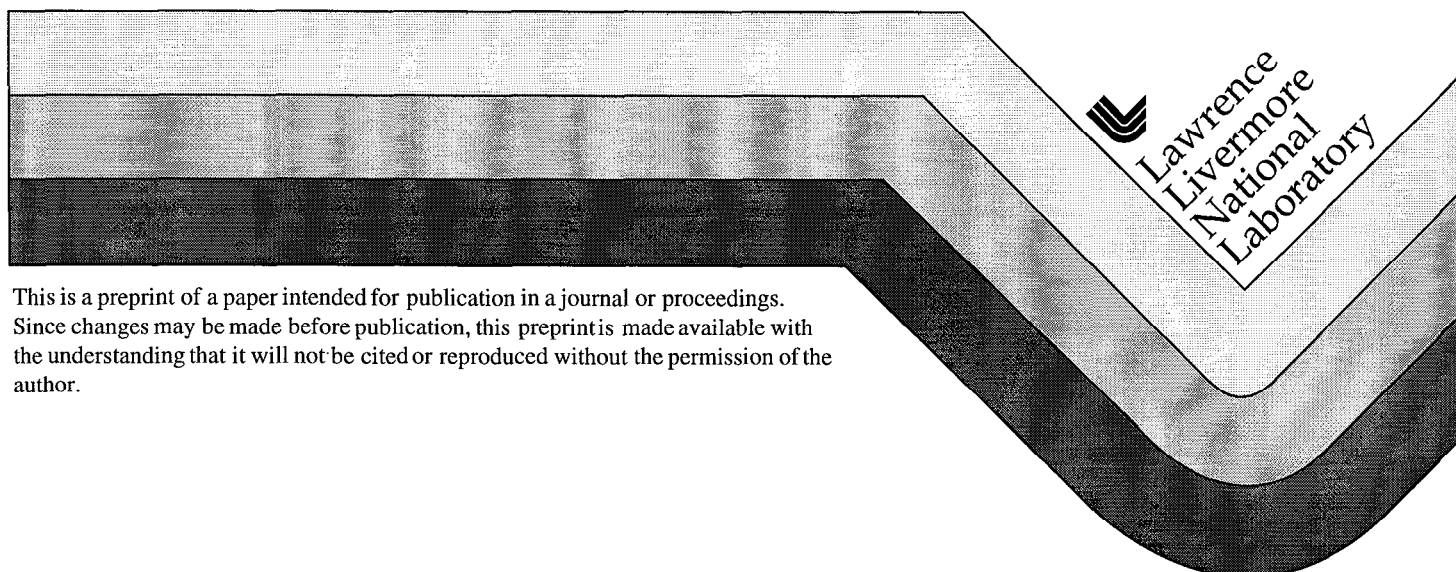 Lawrence
Livermore
National
Laboratory
This is a preprint of a paper intended for publication in a journal or proceedings.
Since changes may be made before publication, this preprint is made available with
the understanding that it will not be cited or reproduced without the permission of the
author.